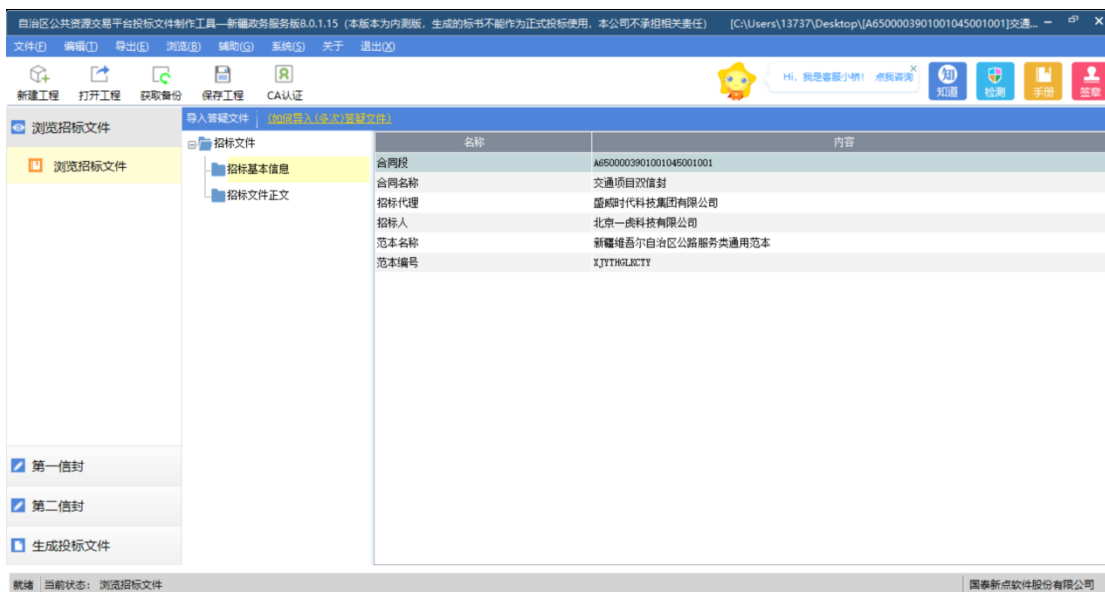 自治区公共资源交易平台投标文件制作工具—新疆政务服务版8.0.1.15（本版本为内测版，生成的标书不能作为正式投标使用，本公司不承担相关责任） [C:\Users\13737\Desktop\[A6500003901001045001001]交通...
文件(F) 编辑(T) 导出(E) 浏览(B) 辅助(G) 系统(S) 关于 退出(X)
新建工程 打开工程 获取备份 保存工程 CA认证
Hi，我是客服小桥！ 点我咨询
知
知道 检测 手册 签章
浏览招标文件
浏览招标文件
第一信封
第二信封
生成投标文件
导入答疑文件 (如何导入(多次)答疑文件)
招标文件
招标基本信息
招标文件正文
名称 内容
合同段 A6500003901001045001001
合同名称 交通项目双信封
招标代理 盛威时代科技集团有限公司
招标人 北京一虎科技有限公司
范本名称 新疆维吾尔自治区公路服务类通用范本
范本编号 XJYTHGLKCTY
就绪 当前状态： 浏览招标文件 国泰新点软件股份有限公司